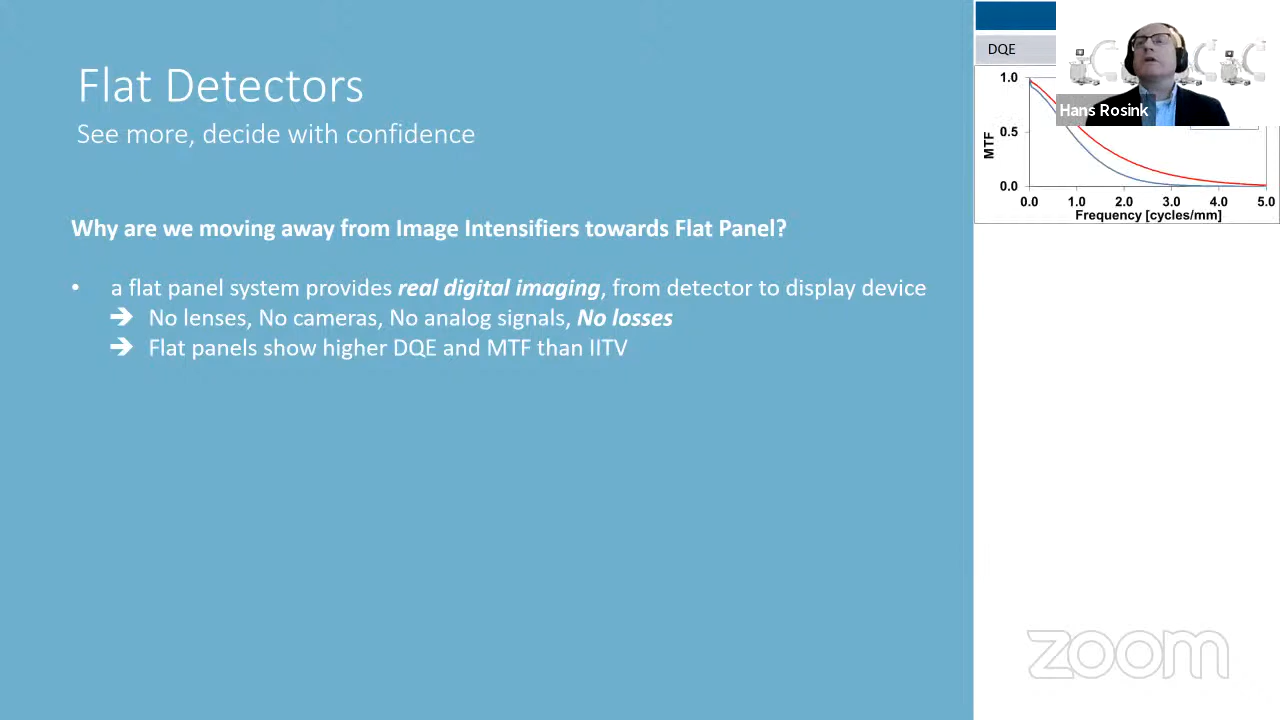 Flat Detectors
See more, decide with confidence
Why are we moving away from Image Intensifiers towards Flat Panel?
• a flat panel system provides real digital imaging, from detector to display device
➔ No lenses, No cameras, No analog signals, No losses
➔ Flat panels show higher DQE and MTF than IITV
DQE
Hans Rosink
MTF
1.0
0.5
0.0
0.0 1.0 2.0 3.0 4.0 5.0
Frequency [cycles/mm]
zoom